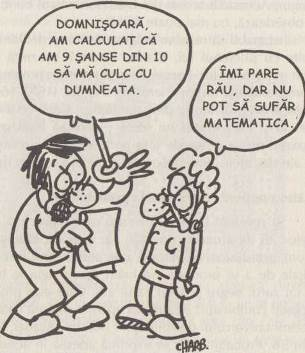 DOMNIȘOARĂ,
AM CALCULAT CĂ
AM 9 ȘANSE DIN 10
SĂ MĂ CULC CU
DUMNEATA.
ÎMI PARE
RĂU, DAR NU
POT SĂ SUFĂR
MATEMATICA.
CHARB.